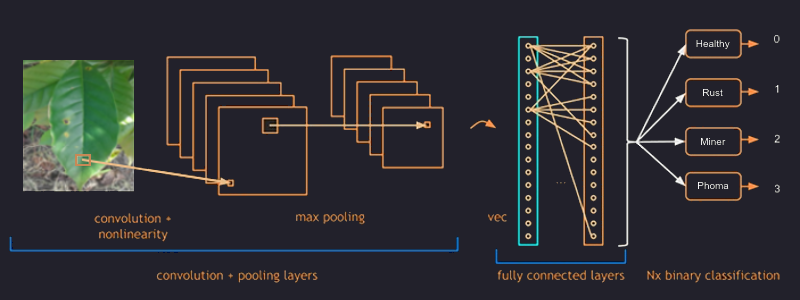 Healthy
0
Rust
1
Miner
2
Phoma
3
...
convolution +
nonlinearity
max pooling
vec
convolution + pooling layers
fully connected layers
Nx binary classification